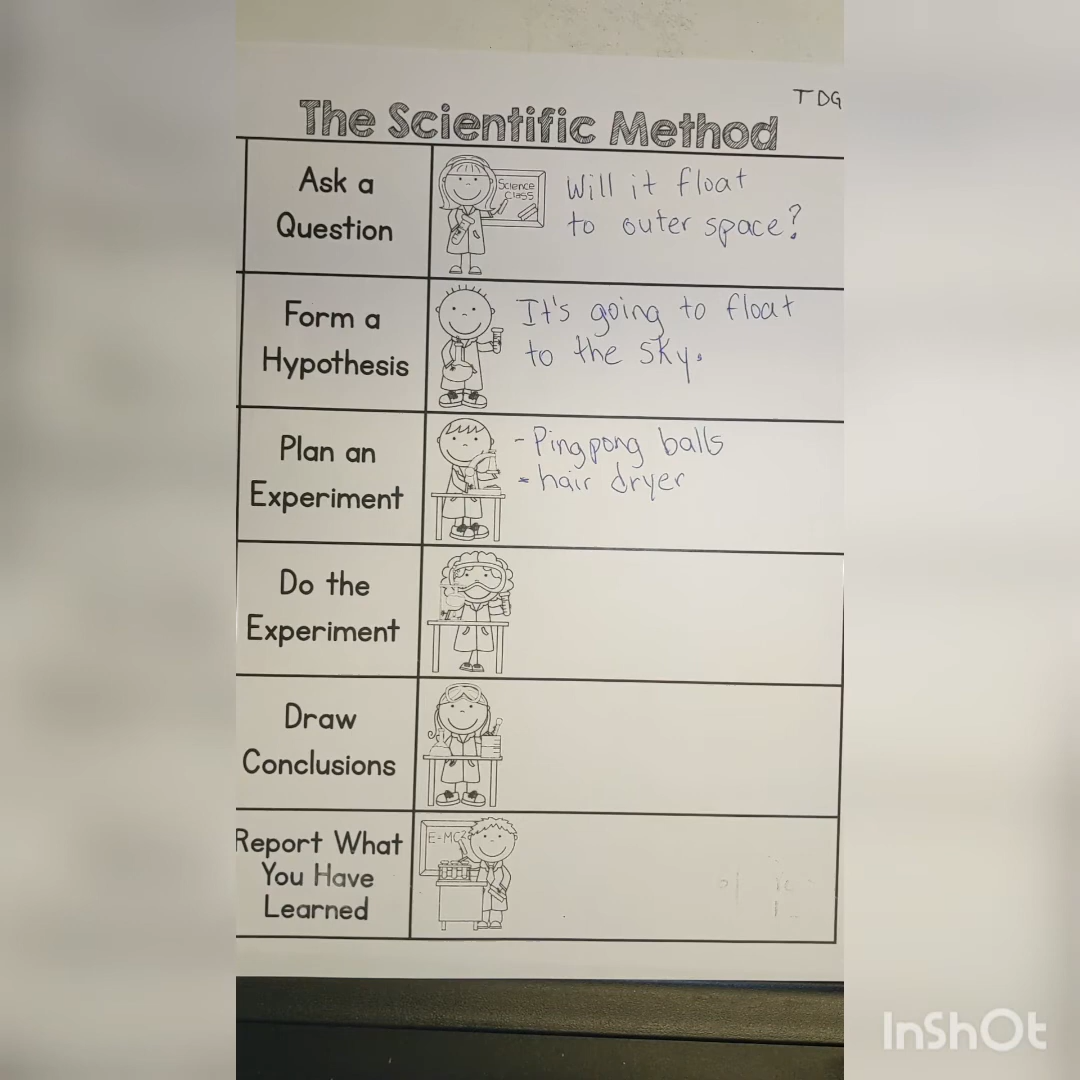 TDG
The Scientific Method
Ask a
Question
Science
Class
Will it float
to outer space?
Form a
Hypothesis
It's going to float
to the sky.
Plan an
Experiment
- Pingpong balls
- hair dryer
Do the
Experiment
Draw
Conclusions
Report What
You Have
Learned
E=MC2
InShOt